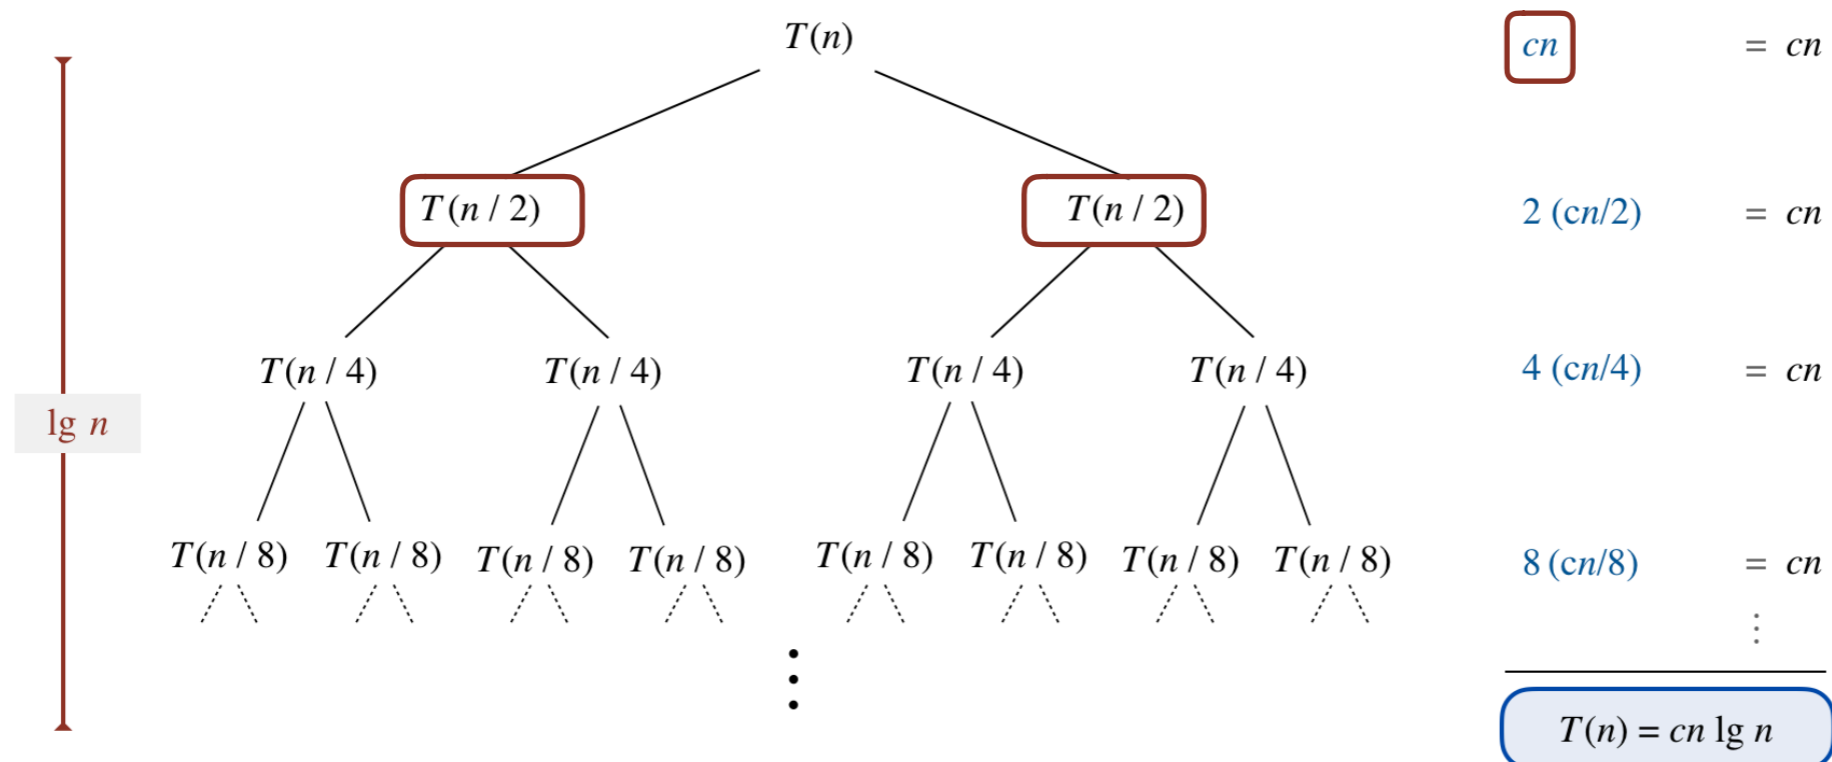 T(n) cn = cn
T(n / 2) T(n / 2) 2 (cn/2) = cn
T(n / 4) T(n / 4) T(n / 4) T(n / 4) 4 (cn/4) = cn
lg n
T(n / 8) T(n / 8) T(n / 8) T(n / 8) T(n / 8) T(n / 8) T(n / 8) T(n / 8) 8 (cn/8) = cn
⋮ ⋮
T(n) = cn lg n